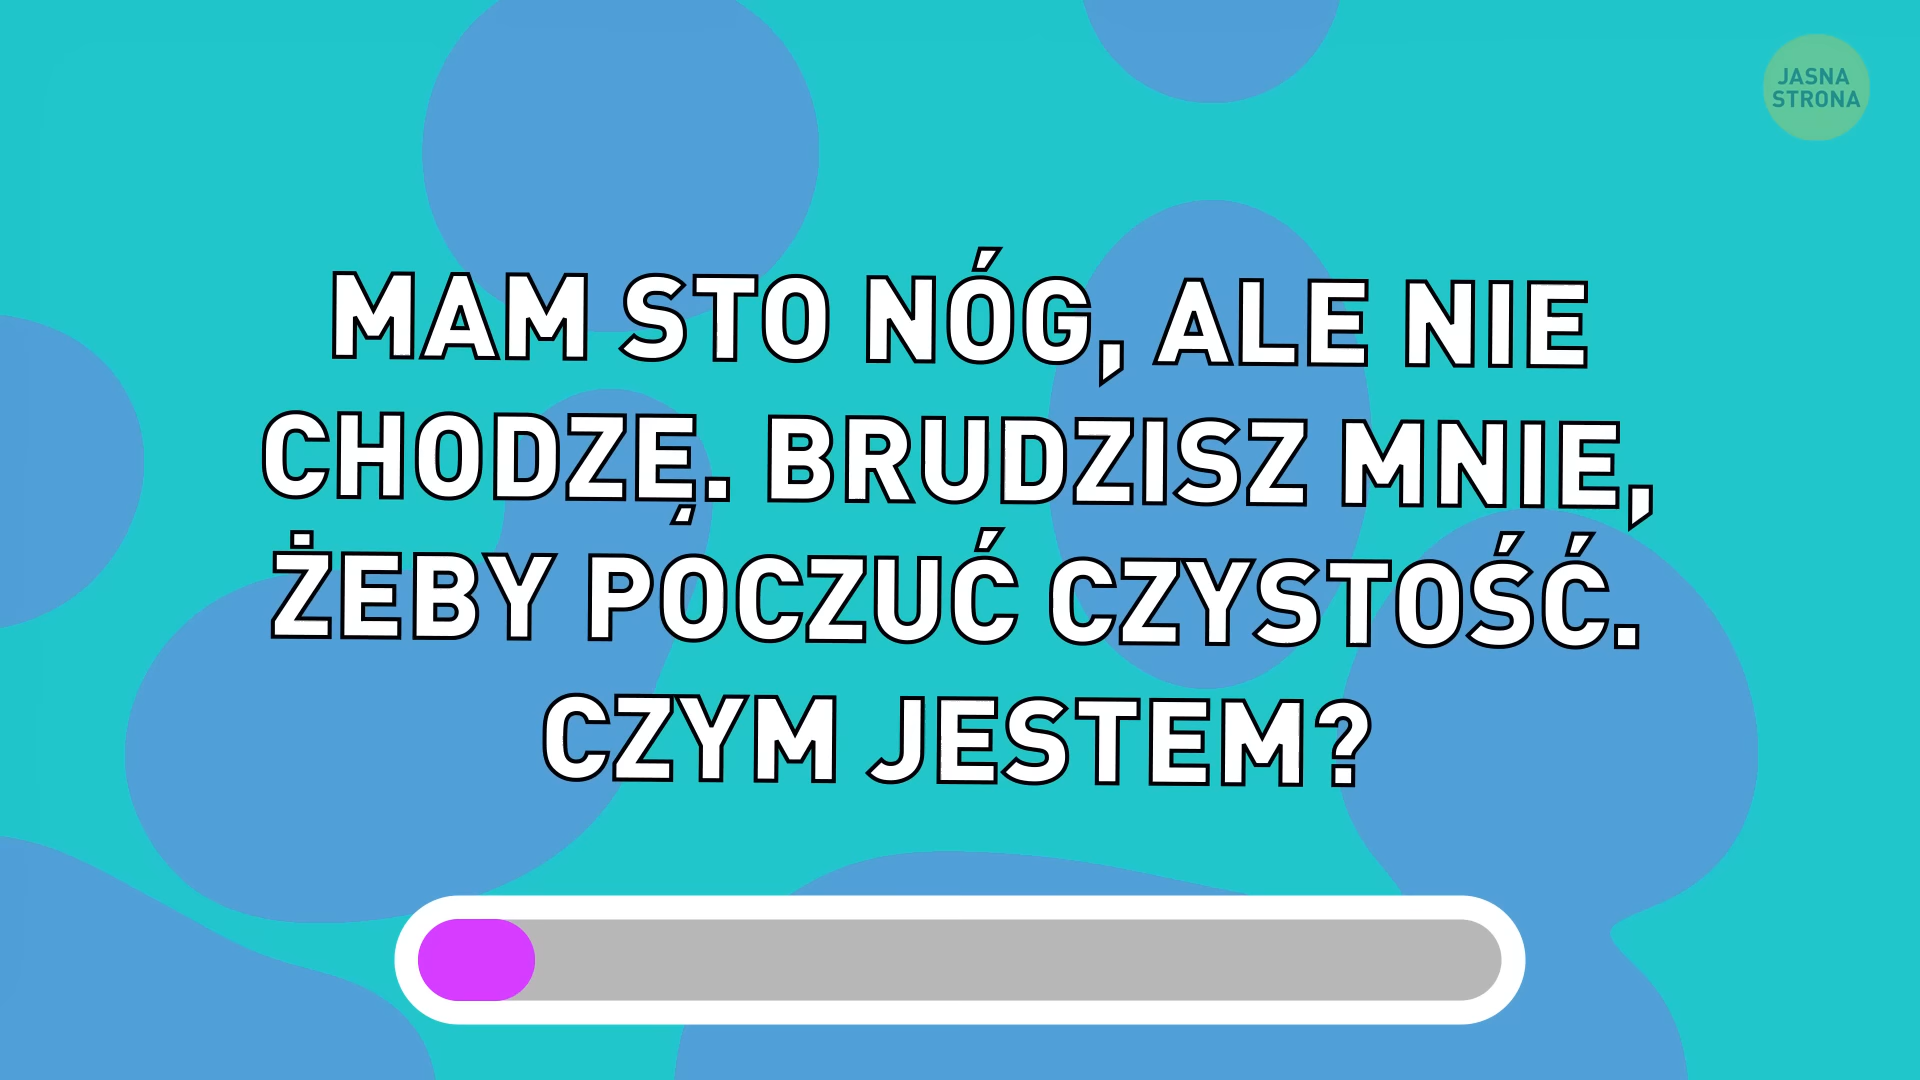 JASNA
STRONA
MAM STO NÓG, ALE NIE
CHODZĘ. BRUDZISZ MNIE,
ŻEBY POCZUĆ CZYSTOŚĆ.
CZYM JESTEM?